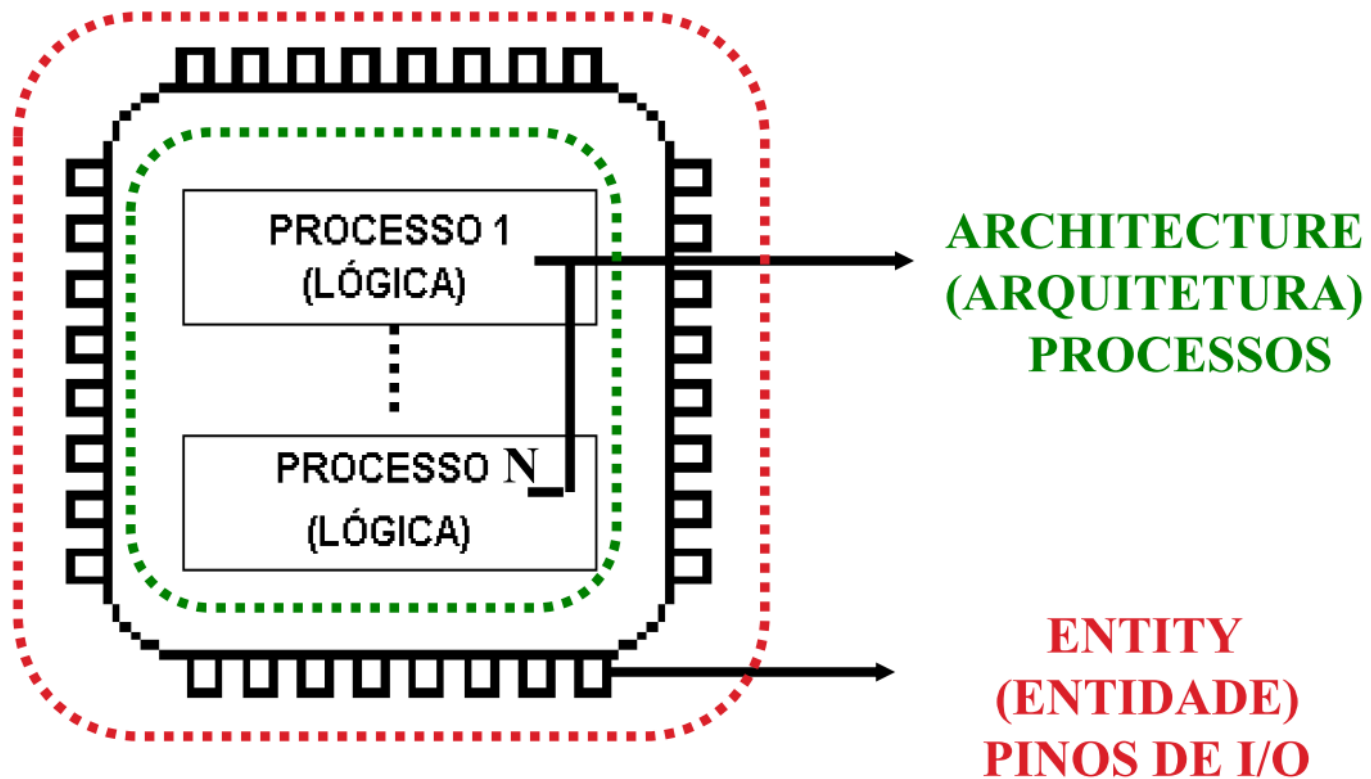 PROCESSO 1
(LÓGICA)
PROCESSO N
(LÓGICA)
ARCHITECTURE
(ARQUITETURA)
PROCESSOS
ENTITY
(ENTIDADE)
PINOS DE I/O